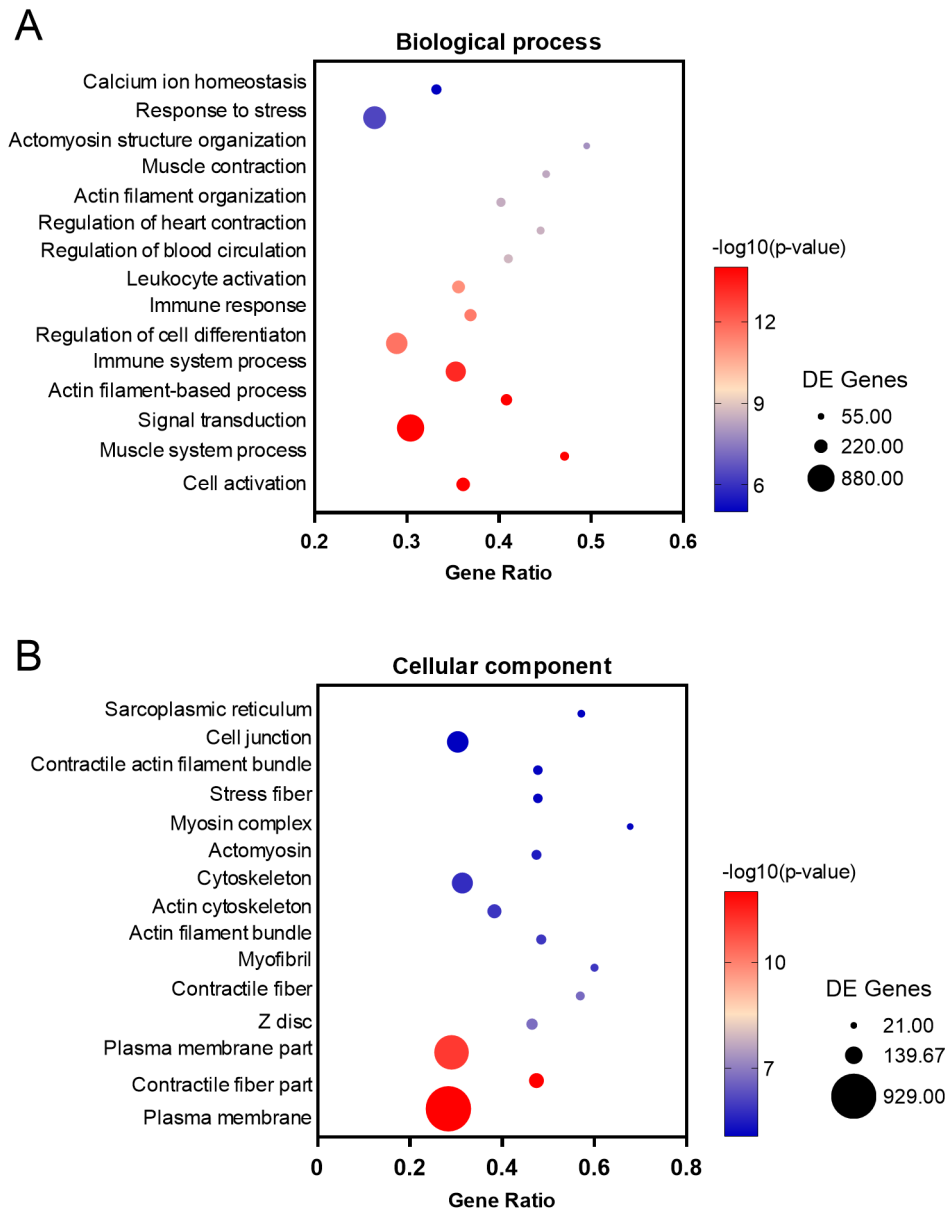 A
Biological process
Calcium ion homeostasis
Response to stress
Actomyosin structure organization
Muscle contraction
Actin filament organization
Regulation of heart contraction
Regulation of blood circulation
Leukocyte activation
Immune response
Regulation of cell differentiaton
Immune system process
Actin filament-based process
Signal transduction
Muscle system process
Cell activation
0.2 0.3 0.4 0.5 0.6
Gene Ratio
-log10(p-value)
12
9
6
DE Genes
55.00
220.00
880.00
B
Cellular component
Sarcoplasmic reticulum
Cell junction
Contractile actin filament bundle
Stress fiber
Myosin complex
Actomyosin
Cytoskeleton
Actin cytoskeleton
Actin filament bundle
Myofibril
Contractile fiber
Z disc
Plasma membrane part
Contractile fiber part
Plasma membrane
0 0.2 0.4 0.6 0.8
Gene Ratio
-log10(p-value)
10
7
DE Genes
21.00
139.67
929.00